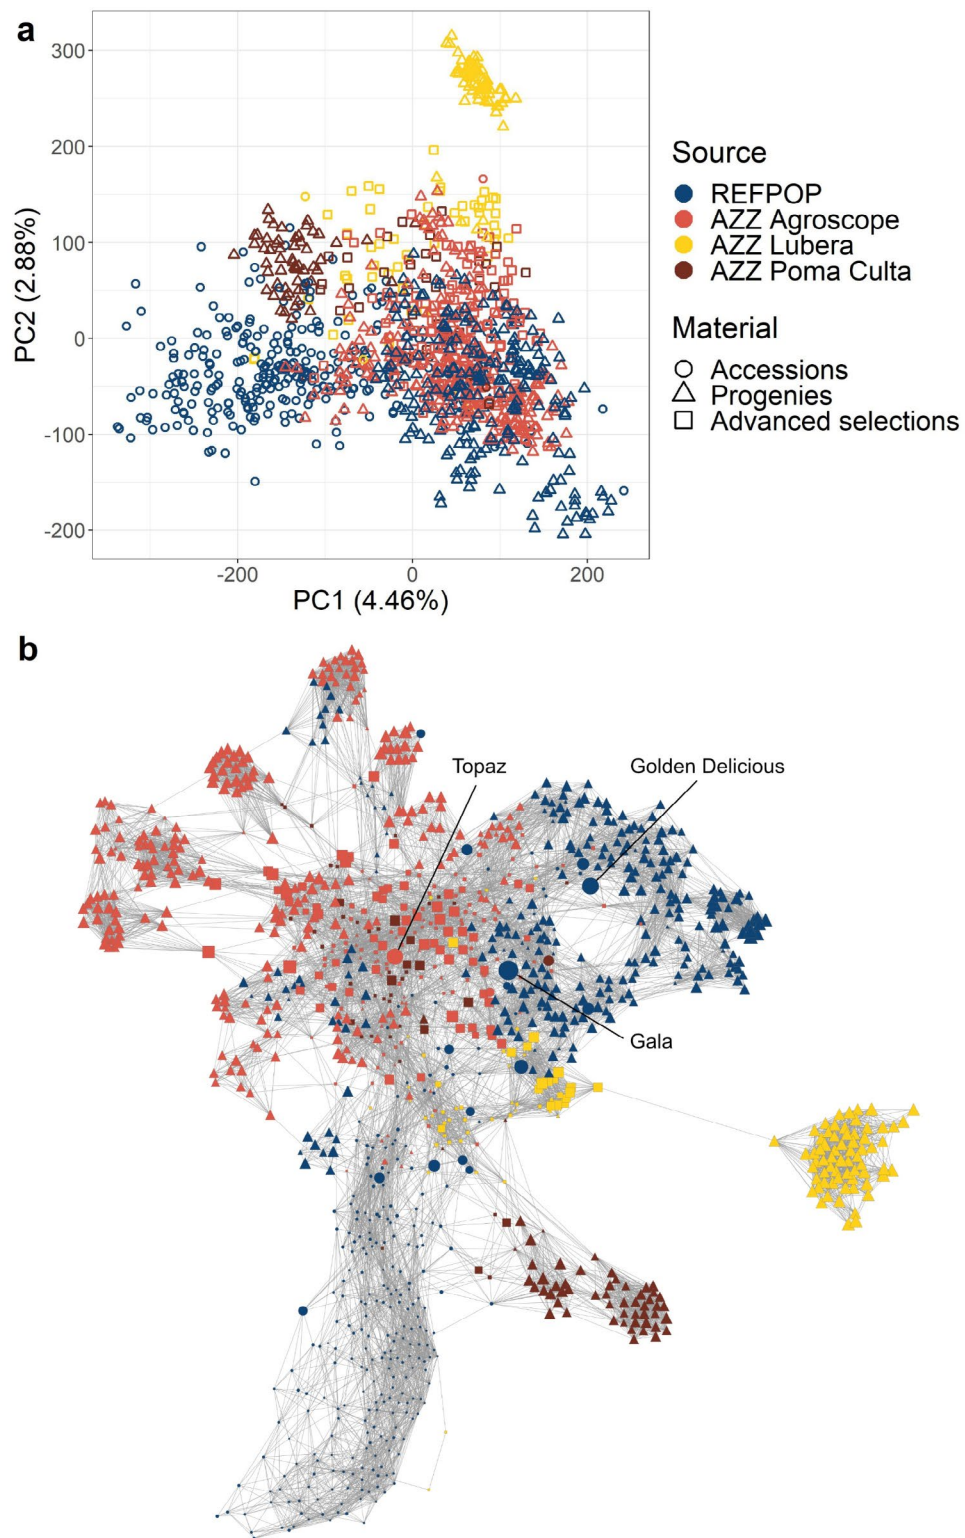 a
300
200
100
0
-100
-200
PC2 (2.88%)
-200
0
200
PC1 (4.46%)
Source
REFPOP
AZZ Agroscope
AZZ Lubera
AZZ Poma Culta
Material
Accessions
Progenies
Advanced selections
b
Topaz
Golden Delicious
Gala